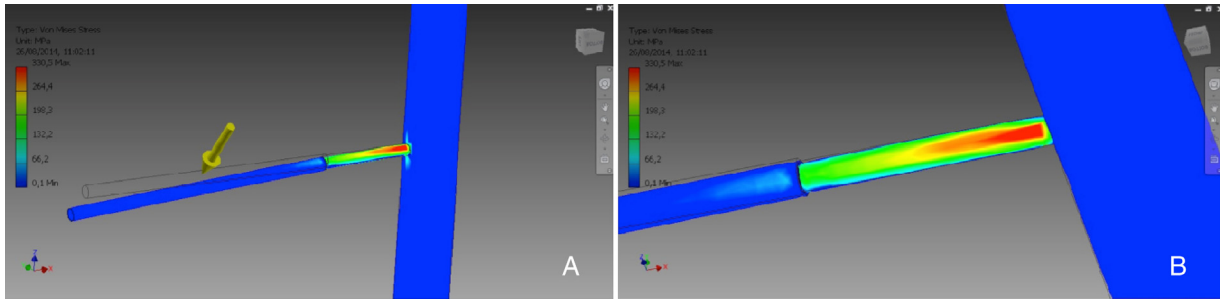 Type: Von Mises Stress
Unit: MPa
26/08/2014, 11:02:11
330,5 Max
264,4
198,3
132,2
66,2
0,1 Min
Z
X
A
Type: Von Mises Stress
Unit: MPa
26/08/2014, 11:02:11
330,5 Max
264,4
198,3
132,2
66,2
0,1 Min
Z
X
B